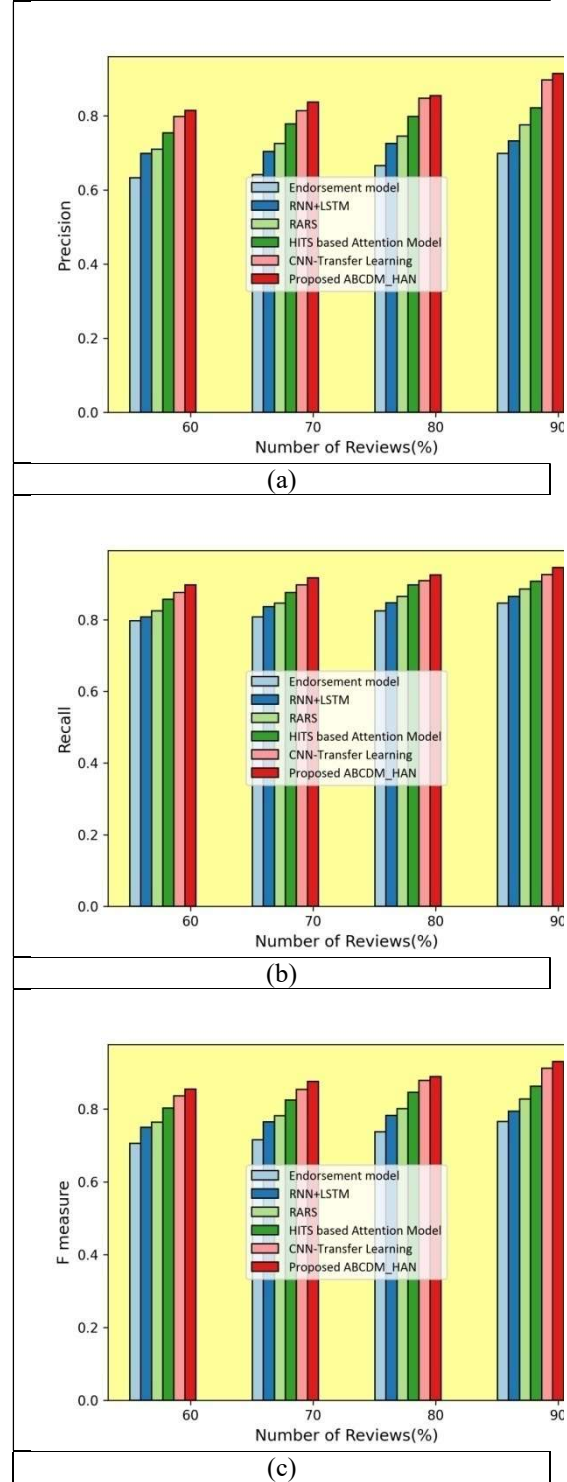 0.8
0.6
0.4
0.2
0.0
Precision
Endorsement model
RNN+LSTM
RARS
HITS based Attention Model
CNN-Transfer Learning
Proposed ABCDM_HAN
60 70 80 90
Number of Reviews(%)
(a)
0.8
0.6
0.4
0.2
0.0
Recall
Endorsement model
RNN+LSTM
RARS
HITS based Attention Model
CNN-Transfer Learning
Proposed ABCDM_HAN
60 70 80 90
Number of Reviews(%)
(b)
0.8
0.6
0.4
0.2
0.0
F measure
Endorsement model
RNN+LSTM
RARS
HITS based Attention Model
CNN-Transfer Learning
Proposed ABCDM_HAN
60 70 80 90
Number of Reviews(%)
(c)